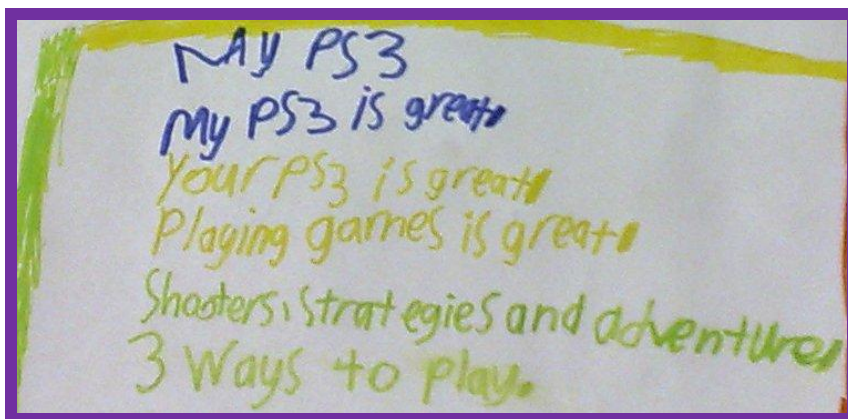 My PS3
My PS3 is great.
Your PS3 is great.
Playing games is great.
Shooters, strategies and adventure,
3 Ways to play.